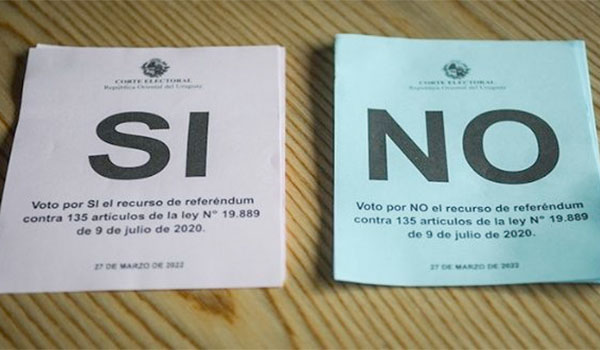 CORTE ELECTORAL
República Oriental del Uruguay
SI
Voto por SI el recurso de referéndum
contra 135 artículos de la ley N° 19.889
de 9 de julio de 2020.
27 DE MARZO DE 2022
CORTE ELECTORAL
República Oriental del Uruguay
NO
Voto por NO el recurso de referéndum
contra 135 artículos de la ley N° 19.889
de 9 de julio de 2020.
27 DE MARZO DE 2022